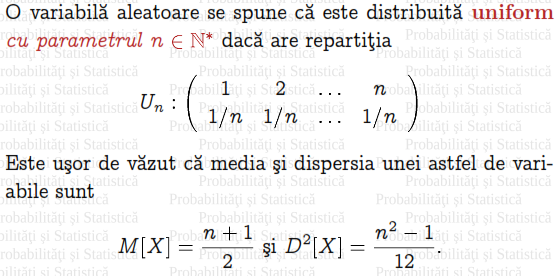 O variabilă aleatoare se spune că este distribuită uniform
cu parametrul n ∈ ℕ* dacă are repartiţia
U_n : ( 1 2 … n
1/n 1/n … 1/n )
Este uşor de văzut că media şi dispersia unei astfel de vari-
abile sunt
M[X] = (n + 1)/2 şi D²[X] = (n² − 1)/12.